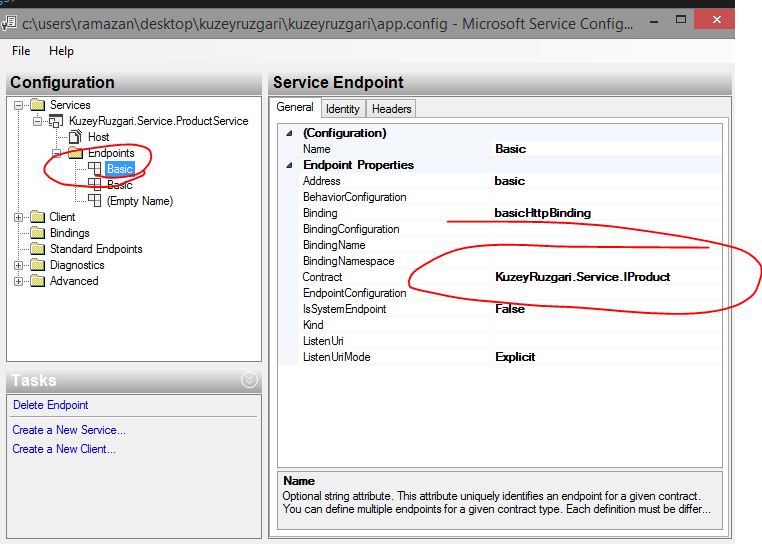 c:\users\ramazan\desktop\kuzeyruzgari\kuzeyruzgari\app.config - Microsoft Service Config...
File Help
Configuration
Services
KuzeyRuzgari.Service.ProductService
Host
Endpoints
Basic
Basic
(Empty Name)
Client
Bindings
Standard Endpoints
Diagnostics
Advanced
Tasks
Delete Endpoint
Create a New Service...
Create a New Client...
Service Endpoint
General Identity Headers
(Configuration)
Name Basic
Endpoint Properties
Address basic
BehaviorConfiguration
Binding basicHttpBinding
BindingConfiguration
BindingName
BindingNamespace
Contract KuzeyRuzgari.Service.IProduct
EndpointConfiguration
IsSystemEndpoint False
Kind
ListenUri
ListenUriMode Explicit
Name
Optional string attribute. This attribute uniquely identifies an endpoint for a given contract.
You can define multiple endpoints for a given contract type. Each definition must be differ...